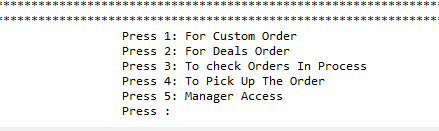 ****************************************************************
****************************************************************
Press 1: For Custom Order
Press 2: For Deals Order
Press 3: To check Orders In Process
Press 4: To Pick Up The Order
Press 5: Manager Access
Press :